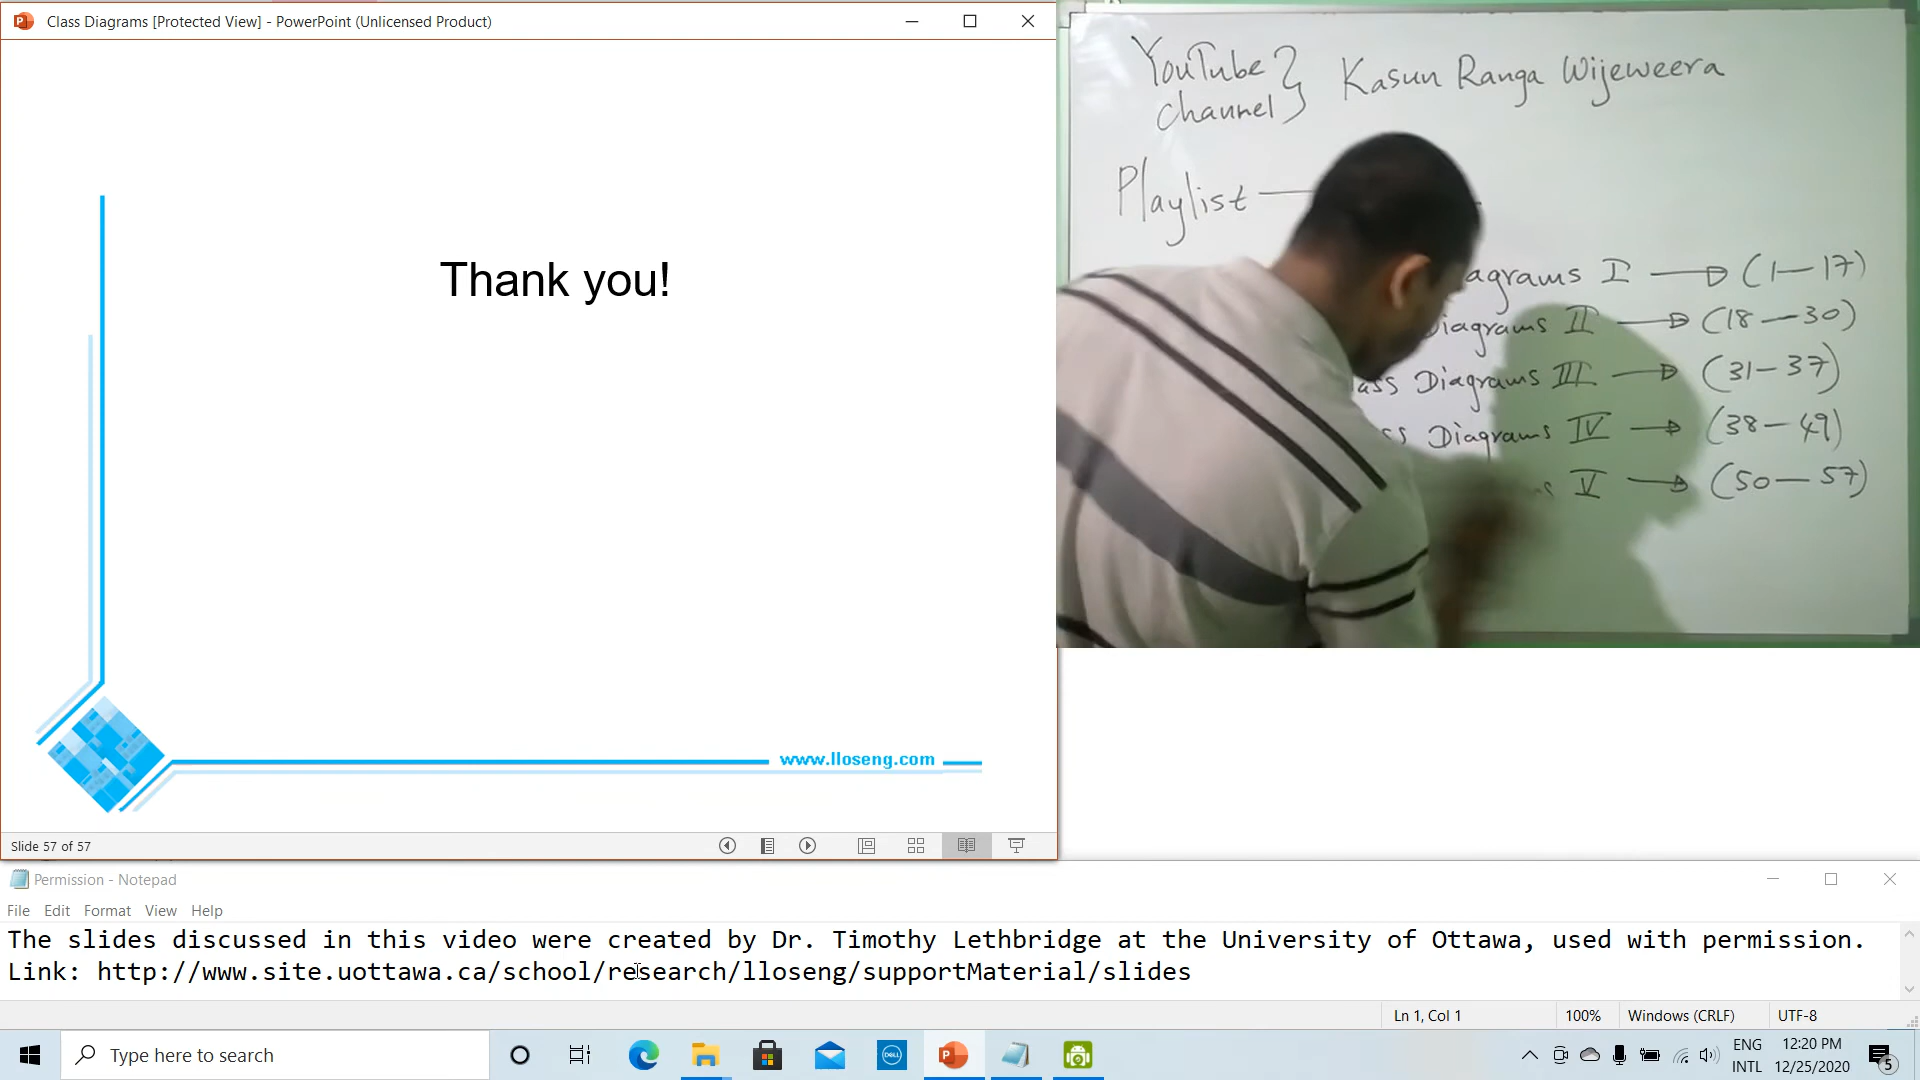 Class Diagrams [Protected View] - PowerPoint (Unlicensed Product)
Thank you!
www.lloseng.com
Slide 57 of 57
YouTube
channel } Kasun Ranga Wijeweera
Playlist
agrams I (1-17)
Diagrams II (18-30)
ass Diagrams III (31-37)
ss Diagrams IV (38-49)
V (50-57)
Permission - Notepad
File Edit Format View Help
The slides discussed in this video were created by Dr. Timothy Lethbridge at the University of Ottawa, used with permission.
Link: http://www.site.uottawa.ca/school/research/lloseng/supportMaterial/slides
Ln 1, Col 1 100% Windows (CRLF) UTF-8
Type here to search
DELL
ENG
INTL
12:20 PM
12/25/2020
5